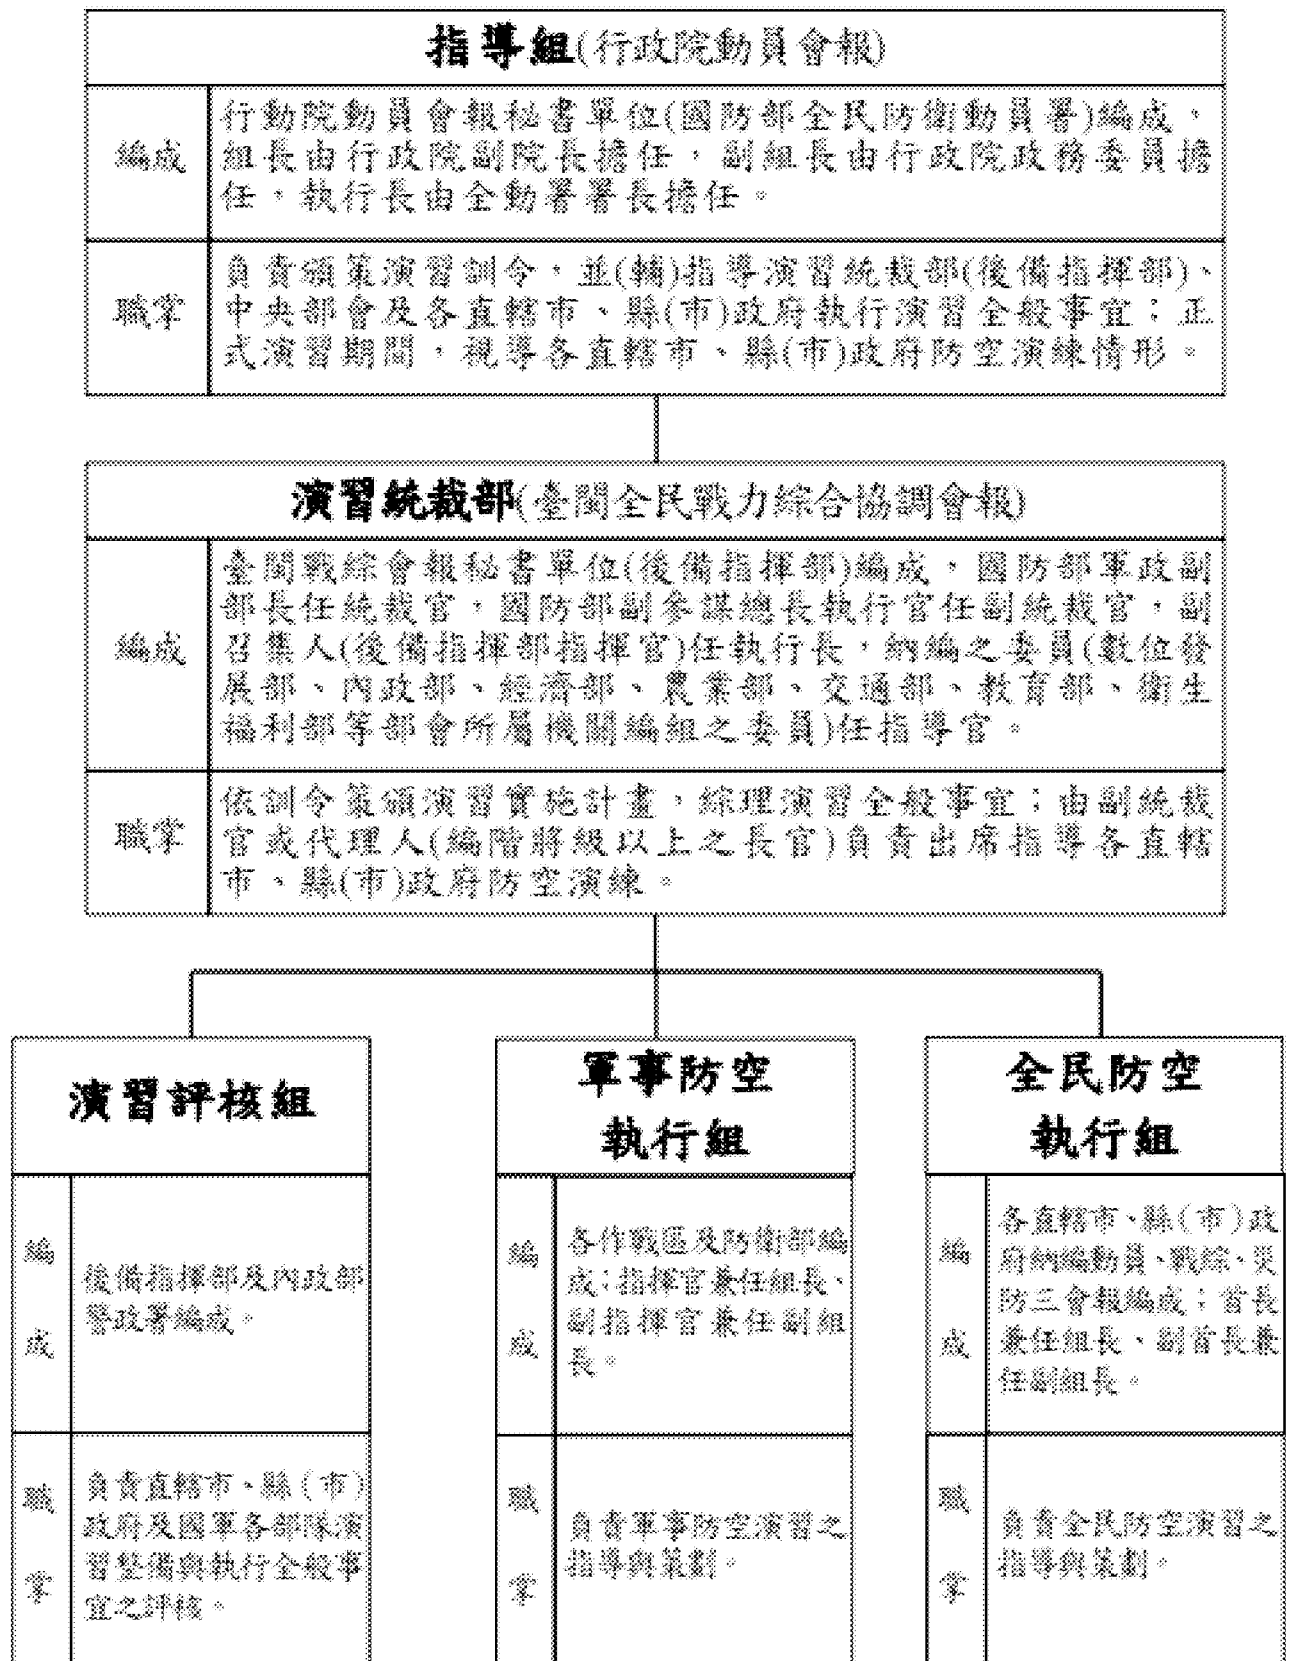 指導組(行政院動員會報)
編成
行動院動員會報秘書單位(國防部全民防衛動員署)編成，
組長由行政院副院長擔任，副組長由行政院政務委員擔
任，執行長由全動署署長擔任。
職掌
負責頒策演習訓令，並(輔)指導演習統裁部(後備指揮部)、
中央部會及各直轄市、縣(市)政府執行演習全般事宜；正
式演習期間，視導各直轄市、縣(市)政府防空演練情形。
演習統裁部(臺閩全民戰力綜合協調會報)
編成
臺閩戰綜會報秘書單位(後備指揮部)編成，國防部軍政副
部長任統裁官，國防部副參謀總長執行官任副統裁官，副
召集人(後備指揮部指揮官)任執行長，納編之委員(數位發
展部、內政部、經濟部、農業部、交通部、教育部、衛生
福利部等部會所屬機關編組之委員)任指導官。
職掌
依訓令策頒演習實施計畫，綜理演習全般事宜；由副統裁
官或代理人(編階將級以上之長官)負責出席指導各直轄
市、縣(市)政府防空演練。
演習評核組
編
成
後備指揮部及內政部
警政署編成。
職
掌
負責直轄市、縣（市）
政府及國軍各部隊演
習整備與執行全般事
宜之評核。
軍事防空
執行組
編
成
各作戰區及防衛部編
成；指揮官兼任組長、
副指揮官兼任副組
長。
職
掌
負責軍事防空演習之
指導與策劃。
全民防空
執行組
編
成
各直轄市、縣（市）政
府納編動員、戰綜、災
防三會報編成；首長
兼任組長、副首長兼
任副組長。
職
掌
負責全民防空演習之
指導與策劃。